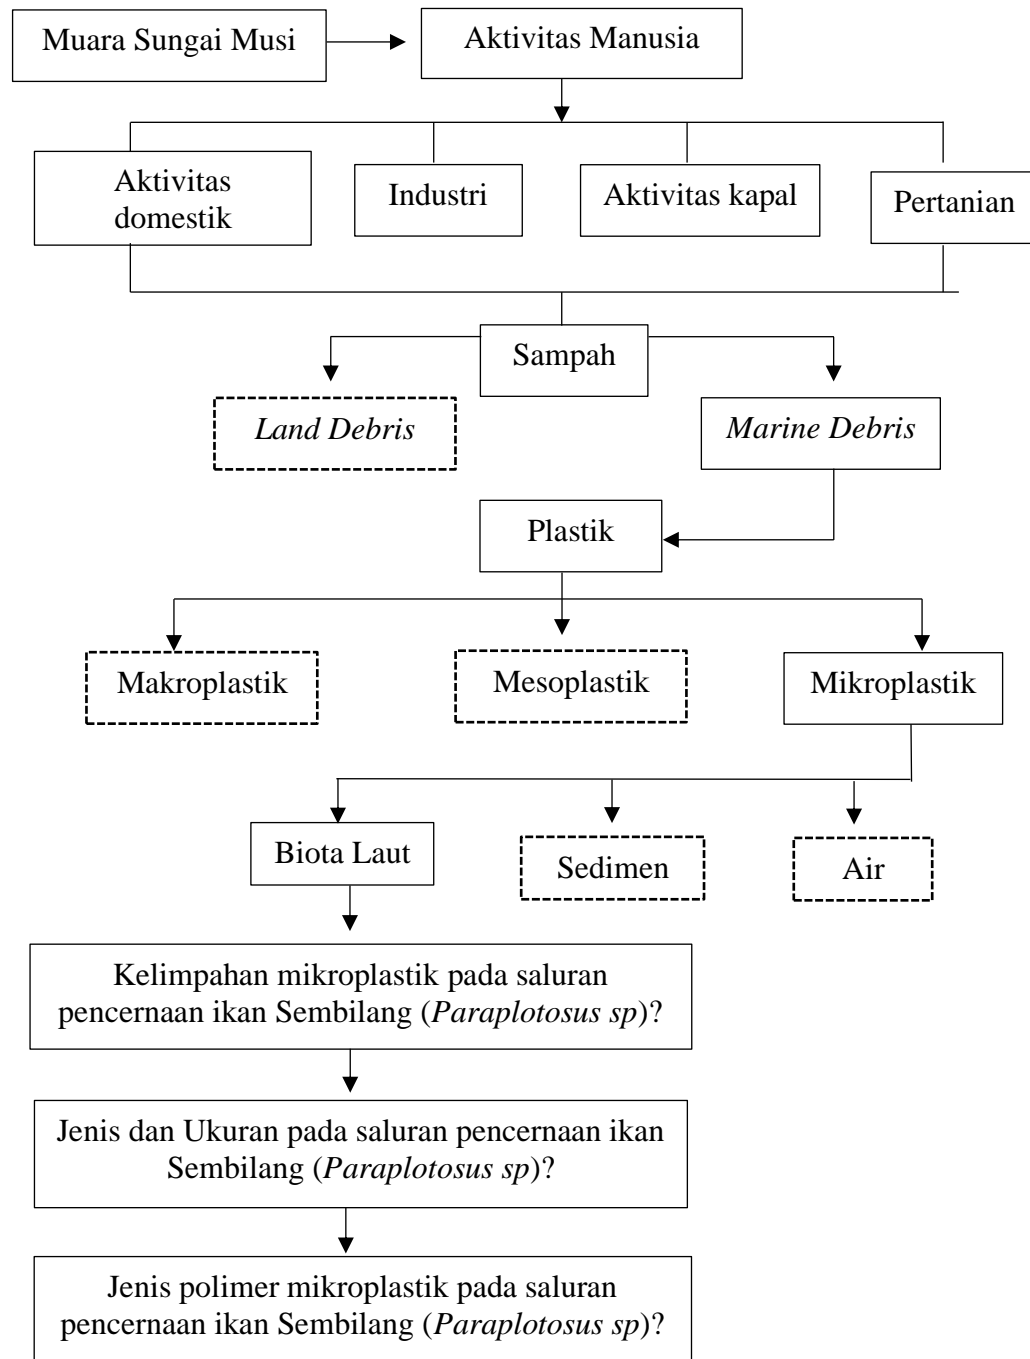 Muara Sungai Musi
Aktivitas Manusia
Aktivitas
domestik
Industri
Aktivitas kapal
Pertanian
Sampah
Land Debris
Marine Debris
Plastik
Makroplastik
Mesoplastik
Mikroplastik
Biota Laut
Sedimen
Air
Kelimpahan mikroplastik pada saluran
pencernaan ikan Sembilang (Paraplotosus sp)?
Jenis dan Ukuran pada saluran pencernaan ikan
Sembilang (Paraplotosus sp)?
Jenis polimer mikroplastik pada saluran
pencernaan ikan Sembilang (Paraplotosus sp)?